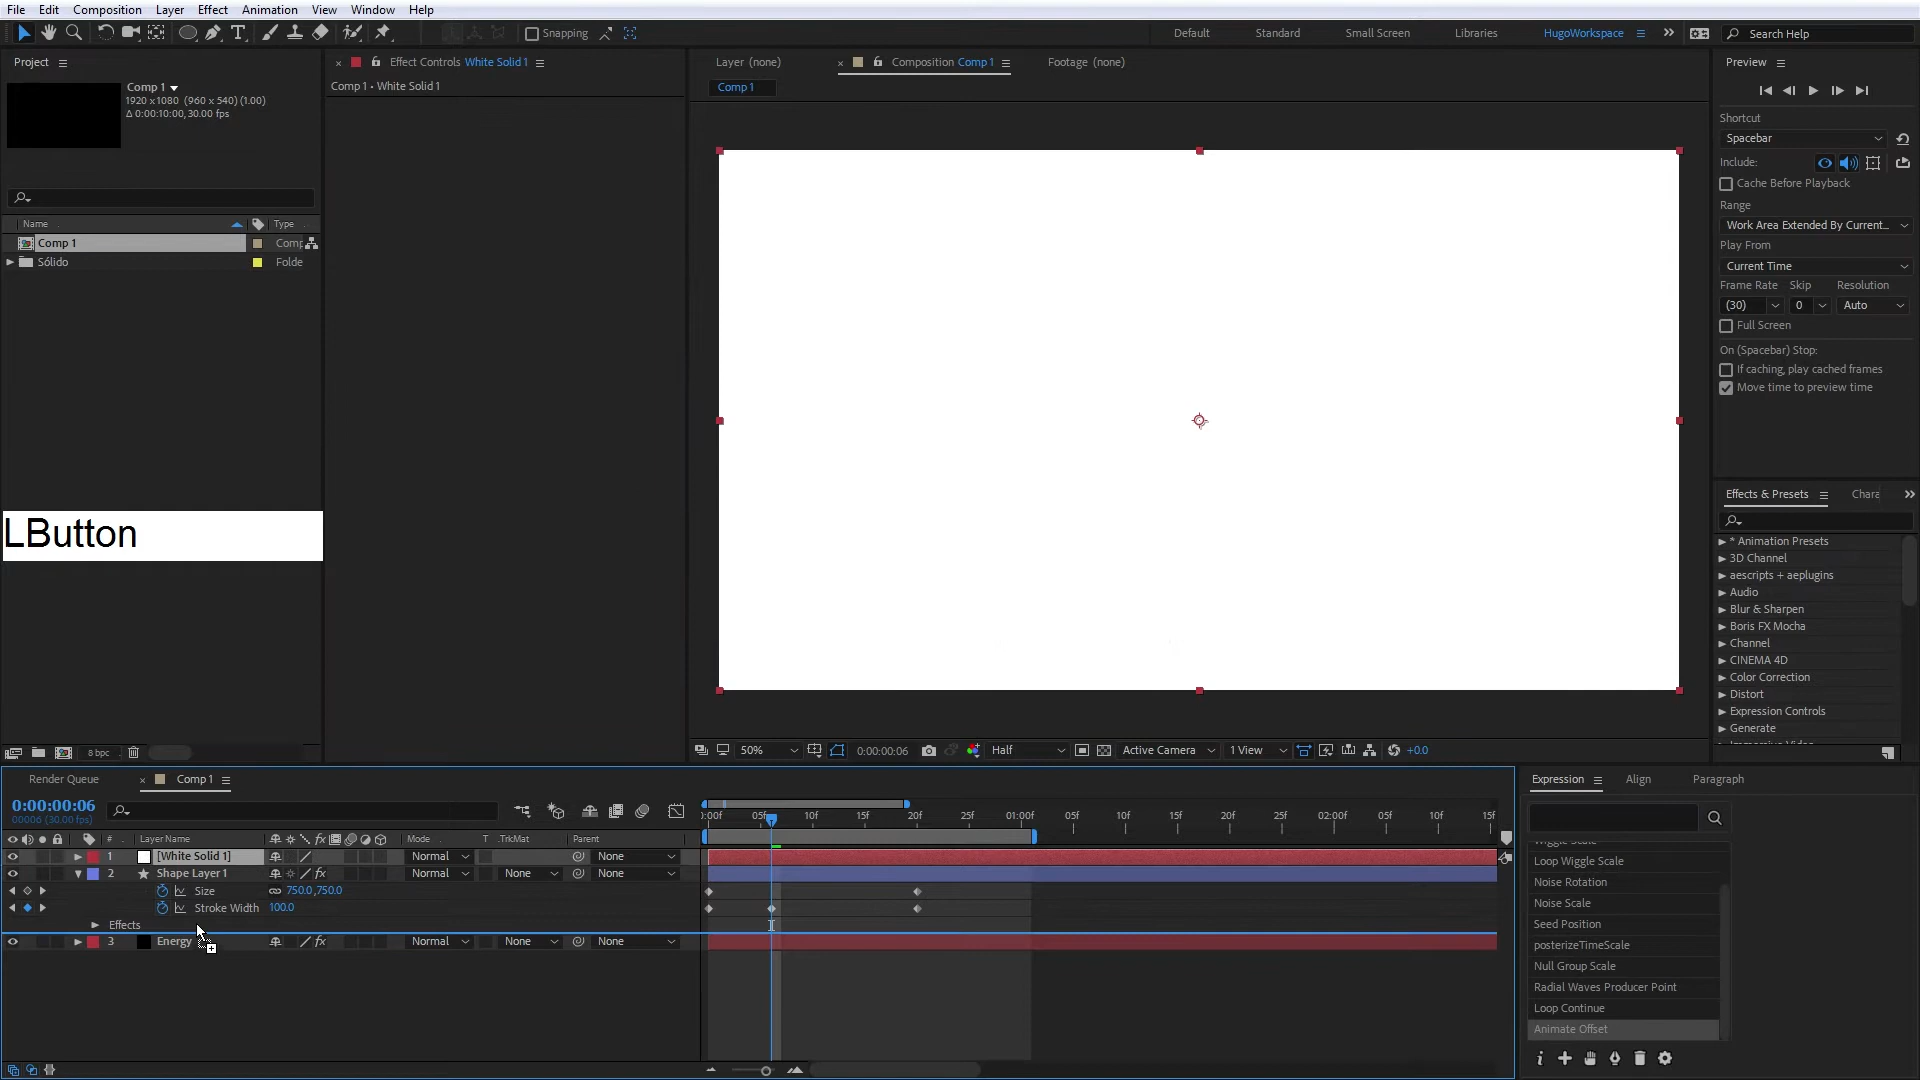 File Edit Composition Layer Effect Animation View Window Help
Snapping
Default Standard Small Screen Libraries HugoWorkspace Search Help
Project
Comp 1
1920 x1080 (960 x 540) (1.00)
Δ 0:00:10:00, 30.00 fps
Name Type
Comp 1 Comp
Sólido Folde
LButton
8 bpc
Effect Controls White Solid 1
Comp 1 • White Solid 1
Layer (none) Composition Comp 1 Footage (none)
Comp 1
50% 0:00:00:06 Half Active Camera 1 View +0.0
Preview
Shortcut
Spacebar
Include:
Cache Before Playback
Range
Work Area Extended By Current...
Play From
Current Time
Frame Rate Skip Resolution
(30) 0 Auto
Full Screen
On (Spacebar) Stop:
If caching, play cached frames
Move time to preview time
Effects & Presets Chara
* Animation Presets
3D Channel
aescripts + aeplugins
Audio
Blur & Sharpen
Boris FX Mocha
Channel
CINEMA 4D
Color Correction
Distort
Expression Controls
Generate
Render Queue Comp 1
0:00:00:06
00006 (30.00 fps)
# Layer Name fx Mode T .TrkMat Parent
:00f 05f 10f 15f 20f 25f 01:00f 05f 10f 15f 20f 25f 02:00f 05f 10f 15f
1 [White Solid 1] Normal None
2 Shape Layer 1 fx Normal None None
Size 750.0,750.0
Stroke Width 100.0
Effects
3 Energy fx Normal None None
Expression Align Paragraph
Wiggle Scale
Loop Wiggle Scale
Noise Rotation
Noise Scale
Seed Position
posterizeTimeScale
Null Group Scale
Radial Waves Producer Point
Loop Continue
Animate Offset